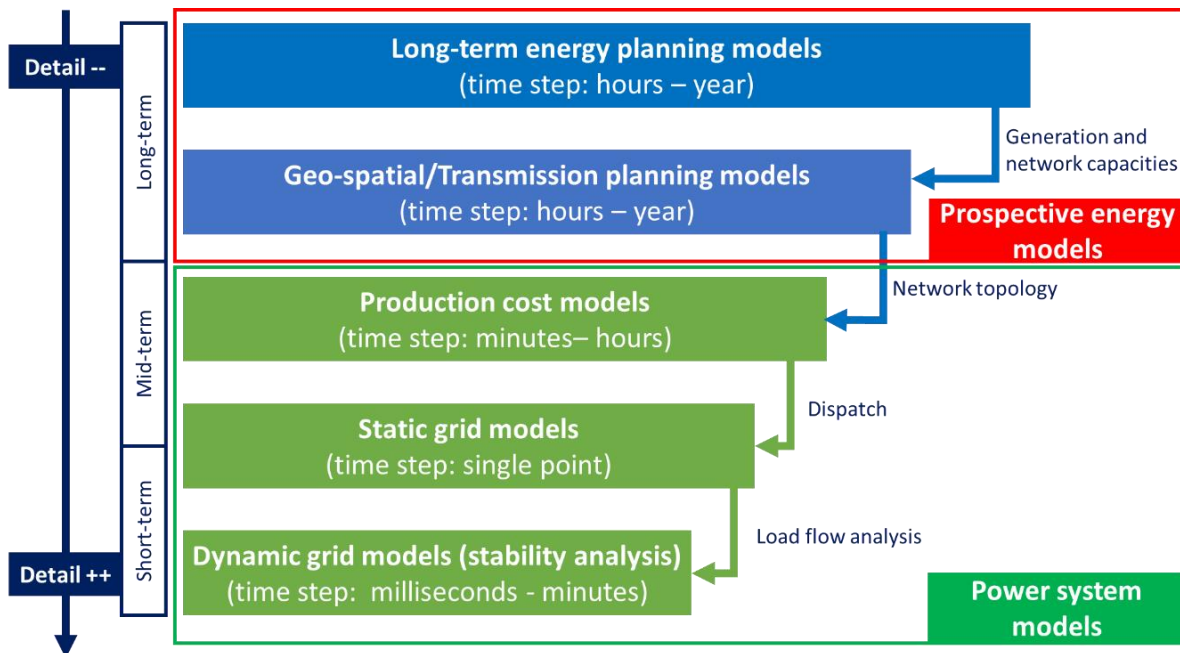 Detail --
Long-term
Long-term energy planning models
(time step: hours – year)
Generation and
network capacities
Geo-spatial/Transmission planning models
(time step: hours – year)
Prospective energy
models
Mid-term
Network topology
Production cost models
(time step: minutes– hours)
Dispatch
Static grid models
(time step: single point)
Short-term
Load flow analysis
Detail ++
Dynamic grid models (stability analysis)
(time step:  milliseconds - minutes)
Power system
models